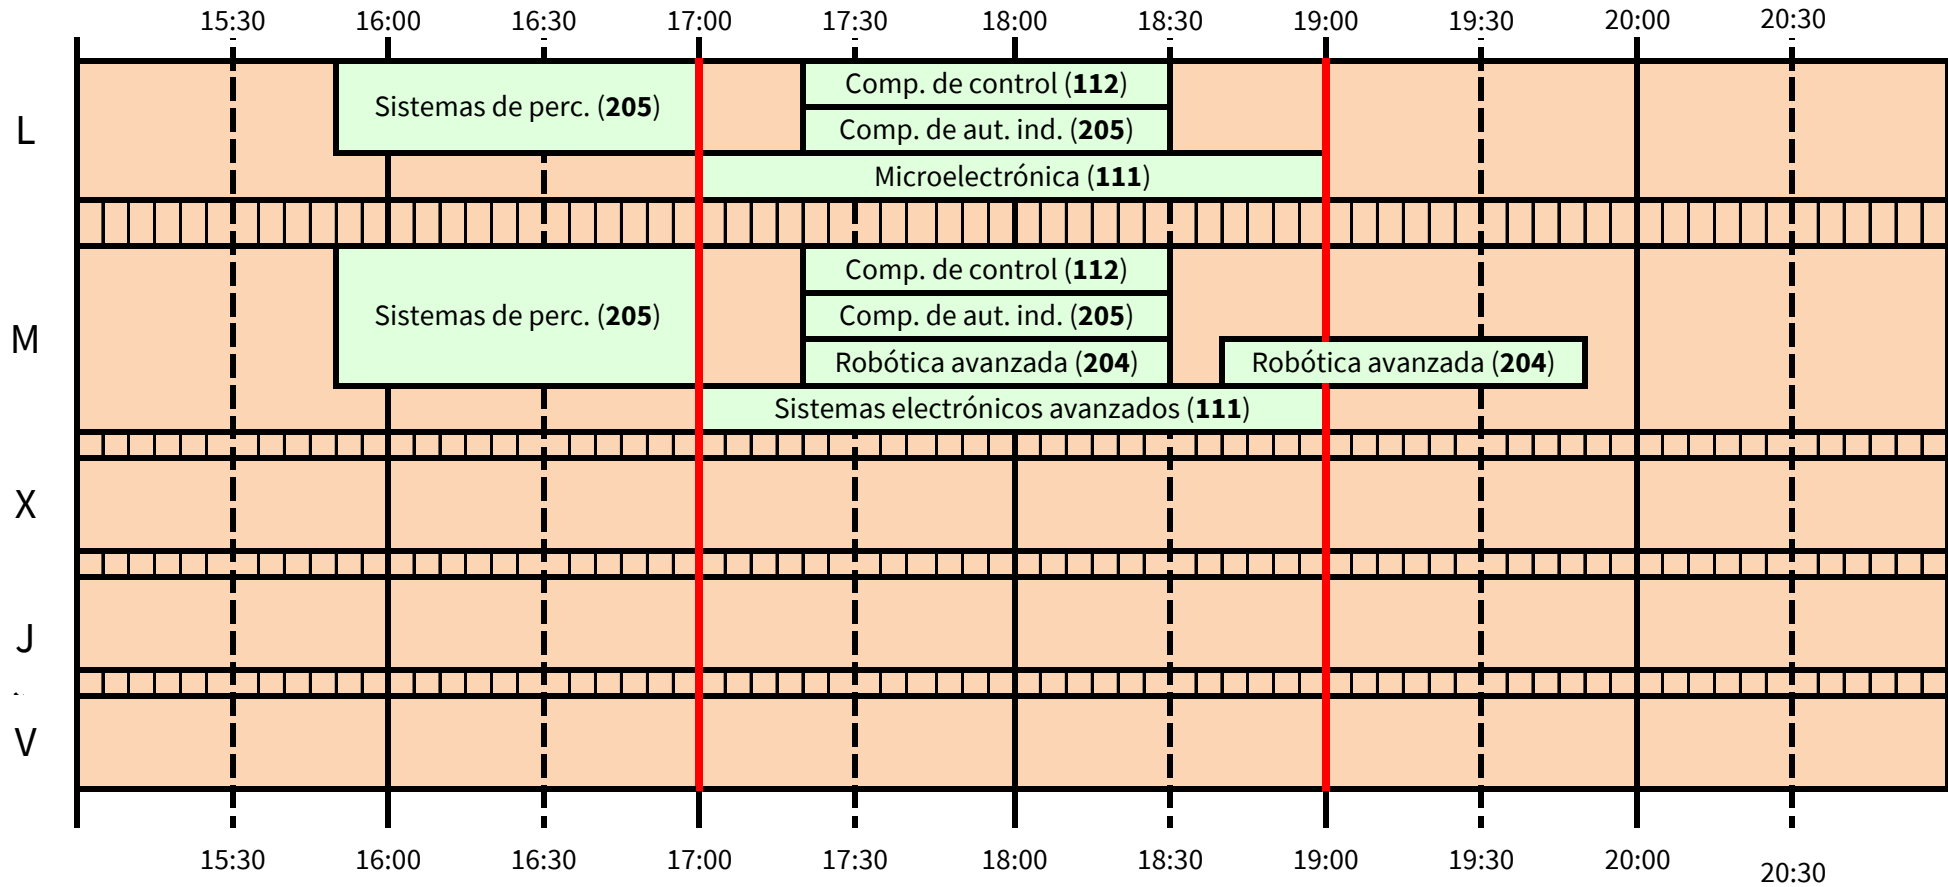 15:30 16:00 16:30 17:00 17:30 18:00 18:30 19:00 19:30 20:00 20:30
L
Sistemas de perc. (205)
Comp. de control (112)
Comp. de aut. ind. (205)
Microelectrónica (111)
M
Sistemas de perc. (205)
Comp. de control (112)
Comp. de aut. ind. (205)
Robótica avanzada (204)
Robótica avanzada (204)
Sistemas electrónicos avanzados (111)
X
J
V
15:30 16:00 16:30 17:00 17:30 18:00 18:30 19:00 19:30 20:00 20:30